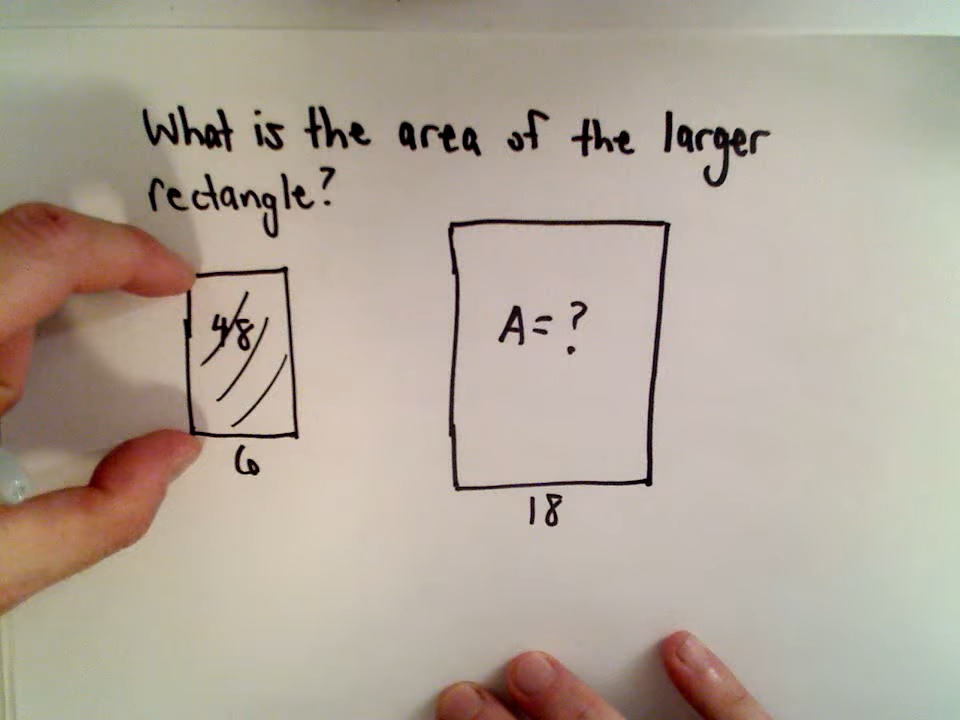 What is the area of the larger
rectangle?
48
A = ?
6
18